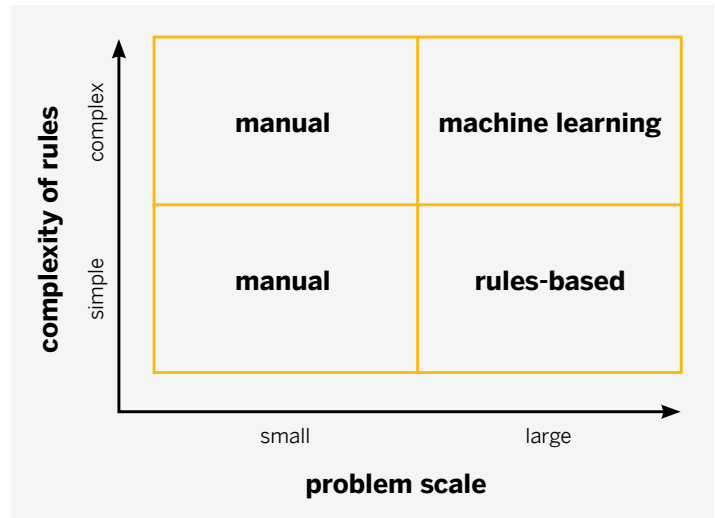 complexity of rules
complex
simple
manual
machine learning
manual
rules-based
small
large
problem scale